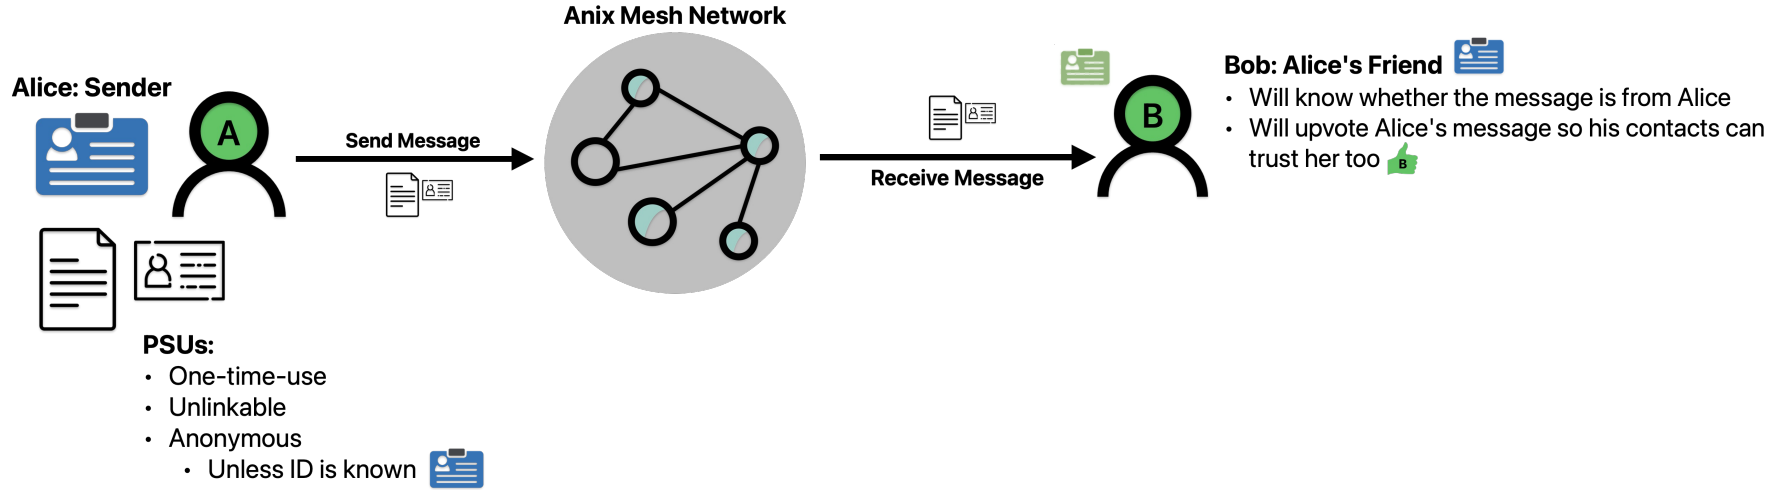 Anix Mesh Network
Alice: Sender
A
Send Message
Receive Message
B
Bob: Alice's Friend
• Will know whether the message is from Alice
• Will upvote Alice's message so his contacts can
trust her too
B
PSUs:
• One-time-use
• Unlinkable
• Anonymous
• Unless ID is known